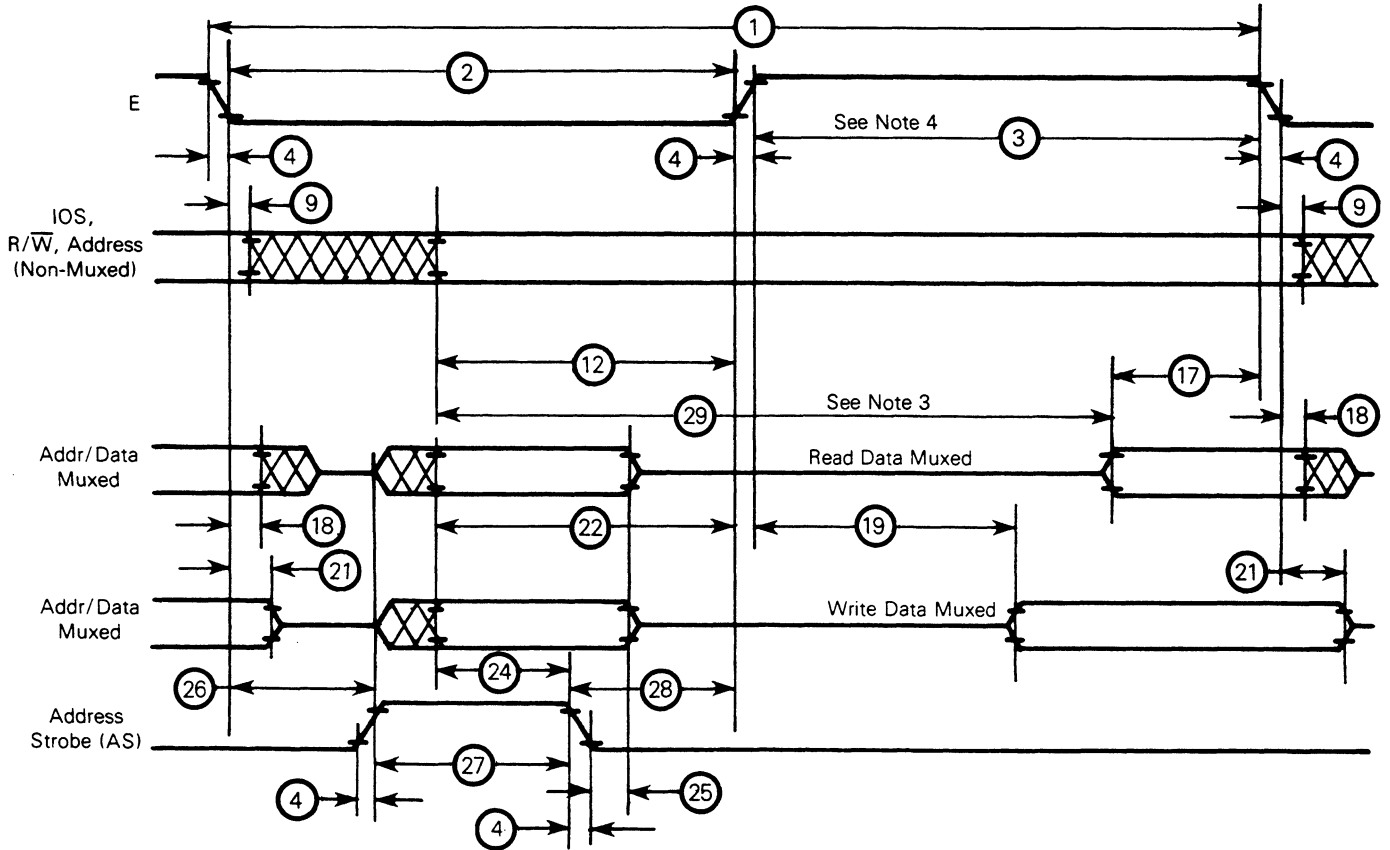 1
2
E
See Note 4
3
4
4
4
9
9
IOS,
R/W̅, Address
(Non-Muxed)
12
17
29
See Note 3
18
Addr/Data
Muxed
Read Data Muxed
18
22
19
21
21
Addr/Data
Muxed
Write Data Muxed
24
26
28
Address
Strobe (AS)
27
4
25
4